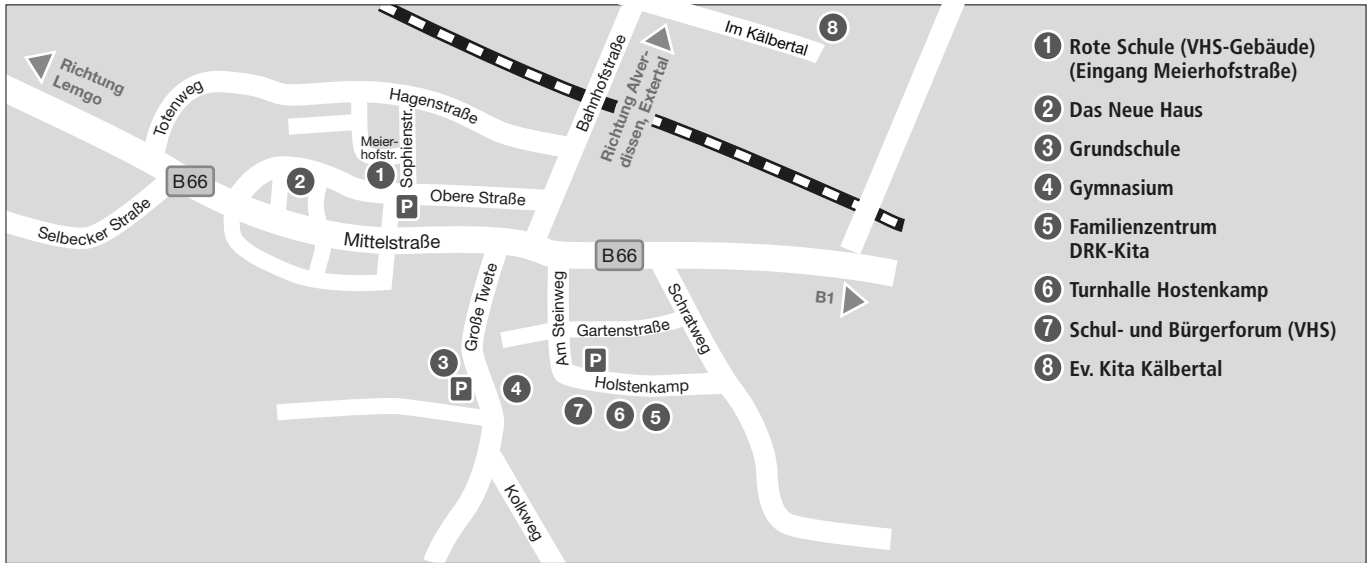 Richtung
Lemgo
Totenweg
Hagenstraße
Meier-
hofstr.
Sophienstr.
Bahnhofstraße
Richtung Alver-
dissen, Extertal
Im Kälbertal
8
B66
2
1
P
Obere Straße
Selbecker Straße
Mittelstraße
B66
B1
Große Twete
Am Steinweg
Schratweg
Gartenstraße
3
P
4
P
Holstenkamp
7
6
5
Kolkweg
1 Rote Schule (VHS-Gebäude)
(Eingang Meierhofstraße)
2 Das Neue Haus
3 Grundschule
4 Gymnasium
5 Familienzentrum
DRK-Kita
6 Turnhalle Hostenkamp
7 Schul- und Bürgerforum (VHS)
8 Ev. Kita Kälbertal